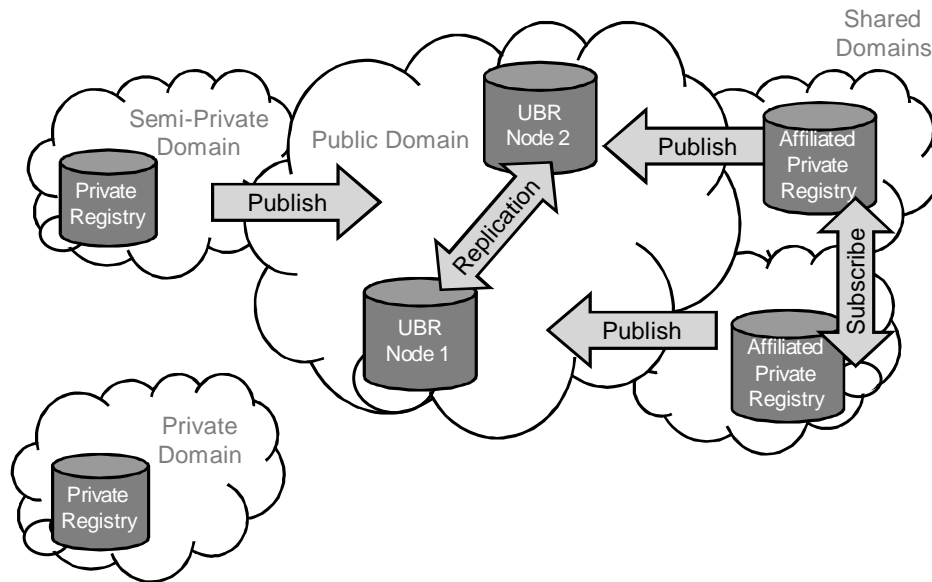 Shared
Domains
Semi-Private
Domain
Private
Registry
Publish
Public Domain
UBR
Node 2
Replication
UBR
Node 1
Publish
Affiliated
Private
Registry
Subscribe
Publish
Affiliated
Private
Registry
Private
Domain
Private
Registry